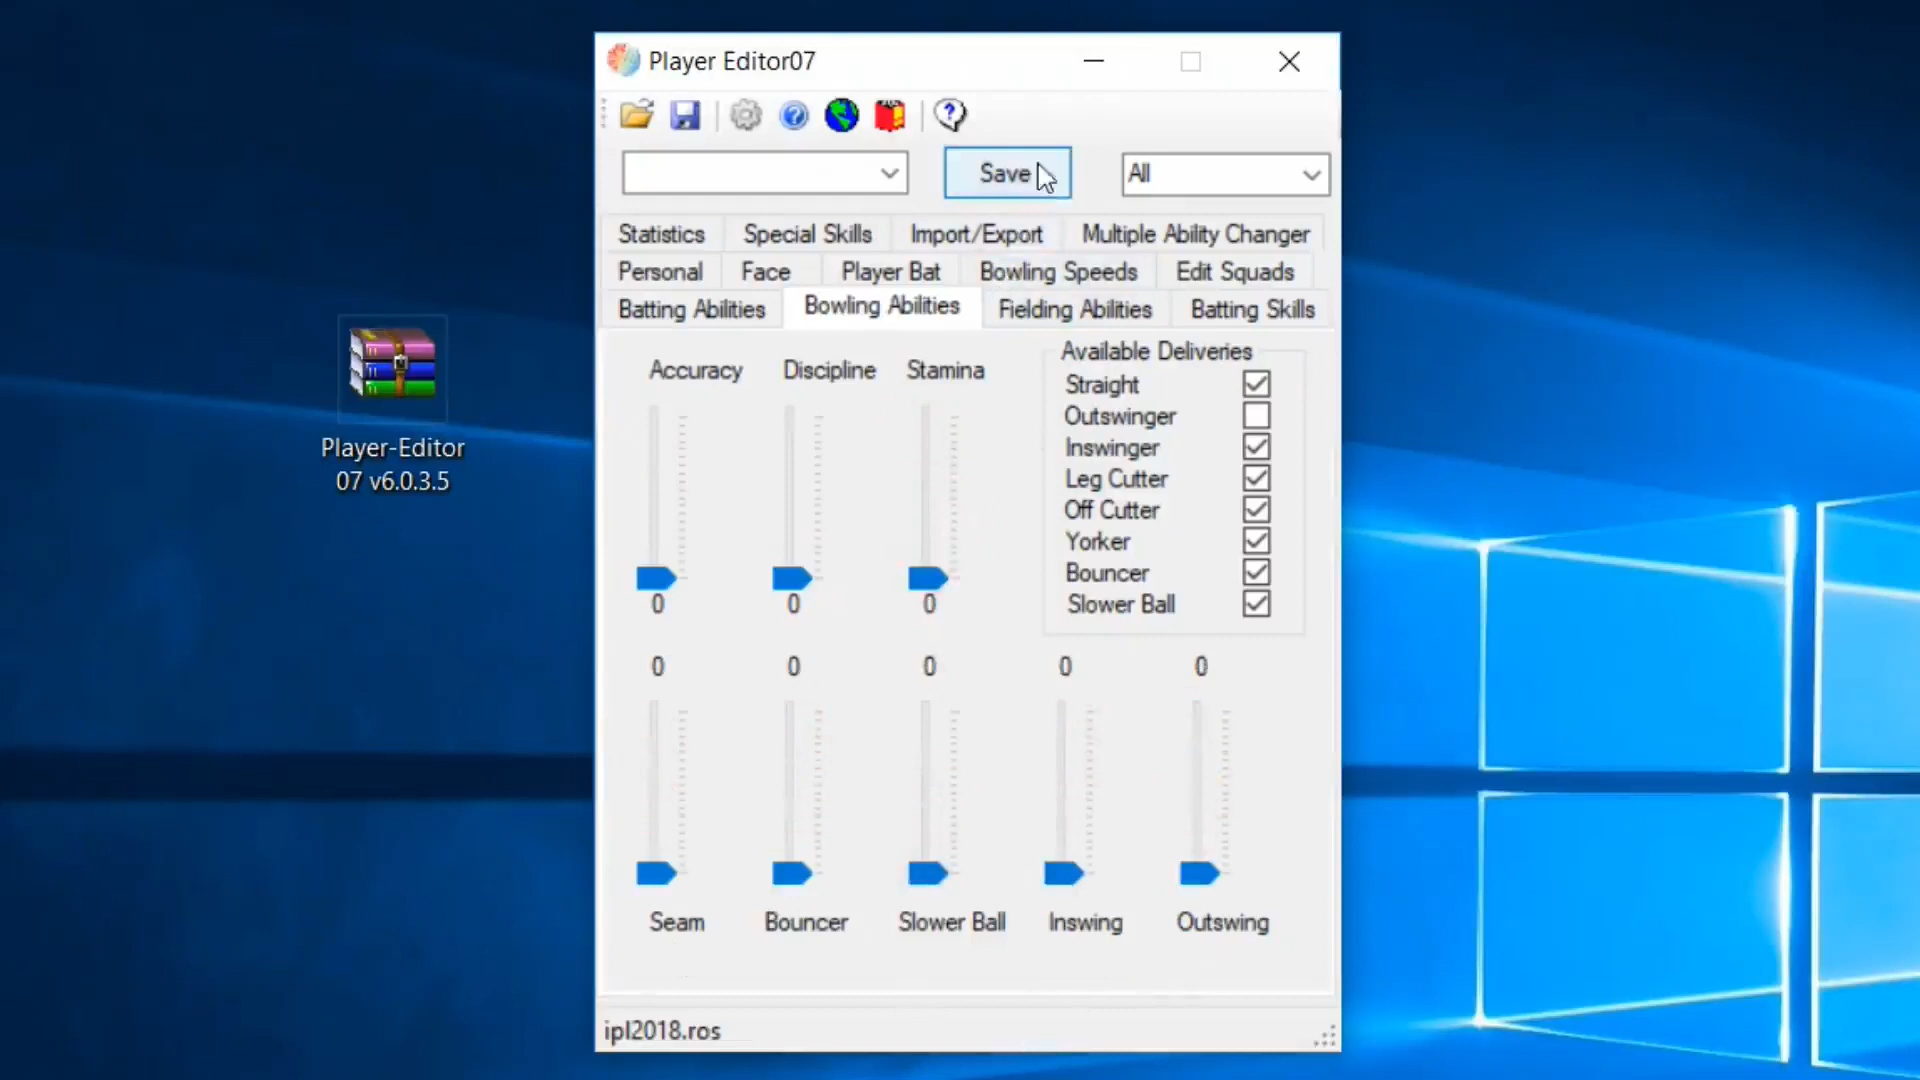 Player Editor07
Save
All
Statistics
Special Skills
Import/Export
Multiple Ability Changer
Personal
Face
Player Bat
Bowling Speeds
Edit Squads
Batting Abilities
Bowling Abilities
Fielding Abilities
Batting Skills
Accuracy
Discipline
Stamina
0
0
0
Available Deliveries
Straight
Outswinger
Inswinger
Leg Cutter
Off Cutter
Yorker
Bouncer
Slower Ball
0
0
0
0
0
Seam
Bouncer
Slower Ball
Inswing
Outswing
ipl2018.ros
Player-Editor
07 v6.0.3.5